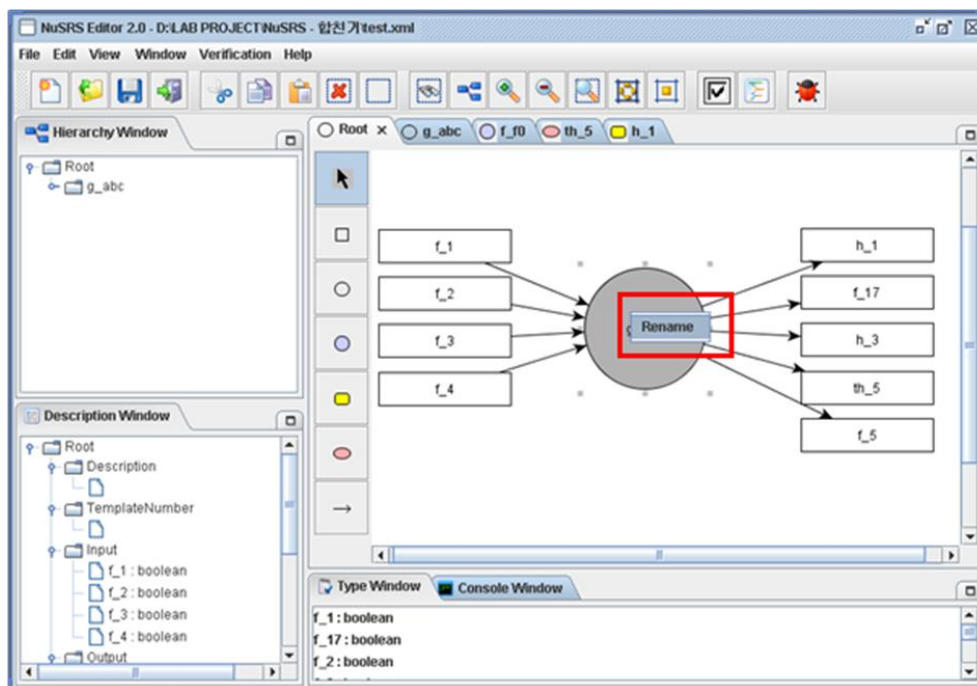 NuSRS Editor 2.0 - D:\LAB PROJECT\NuSRS - 합친거\test.xml
File Edit View Window Verification Help
Hierarchy Window
Root
g_abc
Description Window
Root
Description
TemplateNumber
Input
f_1 : boolean
f_2 : boolean
f_3 : boolean
f_4 : boolean
Output
Root × g_abc f_f0 th_5 h_1
f_1
f_2
f_3
f_4
Rename
h_1
f_17
h_3
th_5
f_5
Type Window Console Window
f_1 : boolean
f_17 : boolean
f_2 : boolean